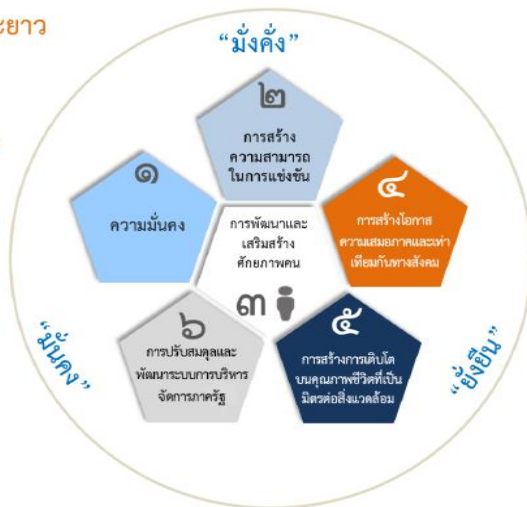 ะยาว
“มั่งคั่ง”
๒
การสร้าง
ความสามารถ
ในการแข่งขัน
๑
ความมั่นคง
๔
การสร้างโอกาส
ความเสมอภาคและเท่า
เทียมกันทางสังคม
การพัฒนาและ
เสริมสร้าง
ศักยภาพคน
๓
๖
การปรับสมดุลและ
พัฒนาระบบการบริหาร
จัดการภาครัฐ
๕
การสร้างการเติบโต
บนคุณภาพชีวิตที่เป็น
มิตรต่อสิ่งแวดล้อม
“มั่นคง”
“ยั่งยืน”